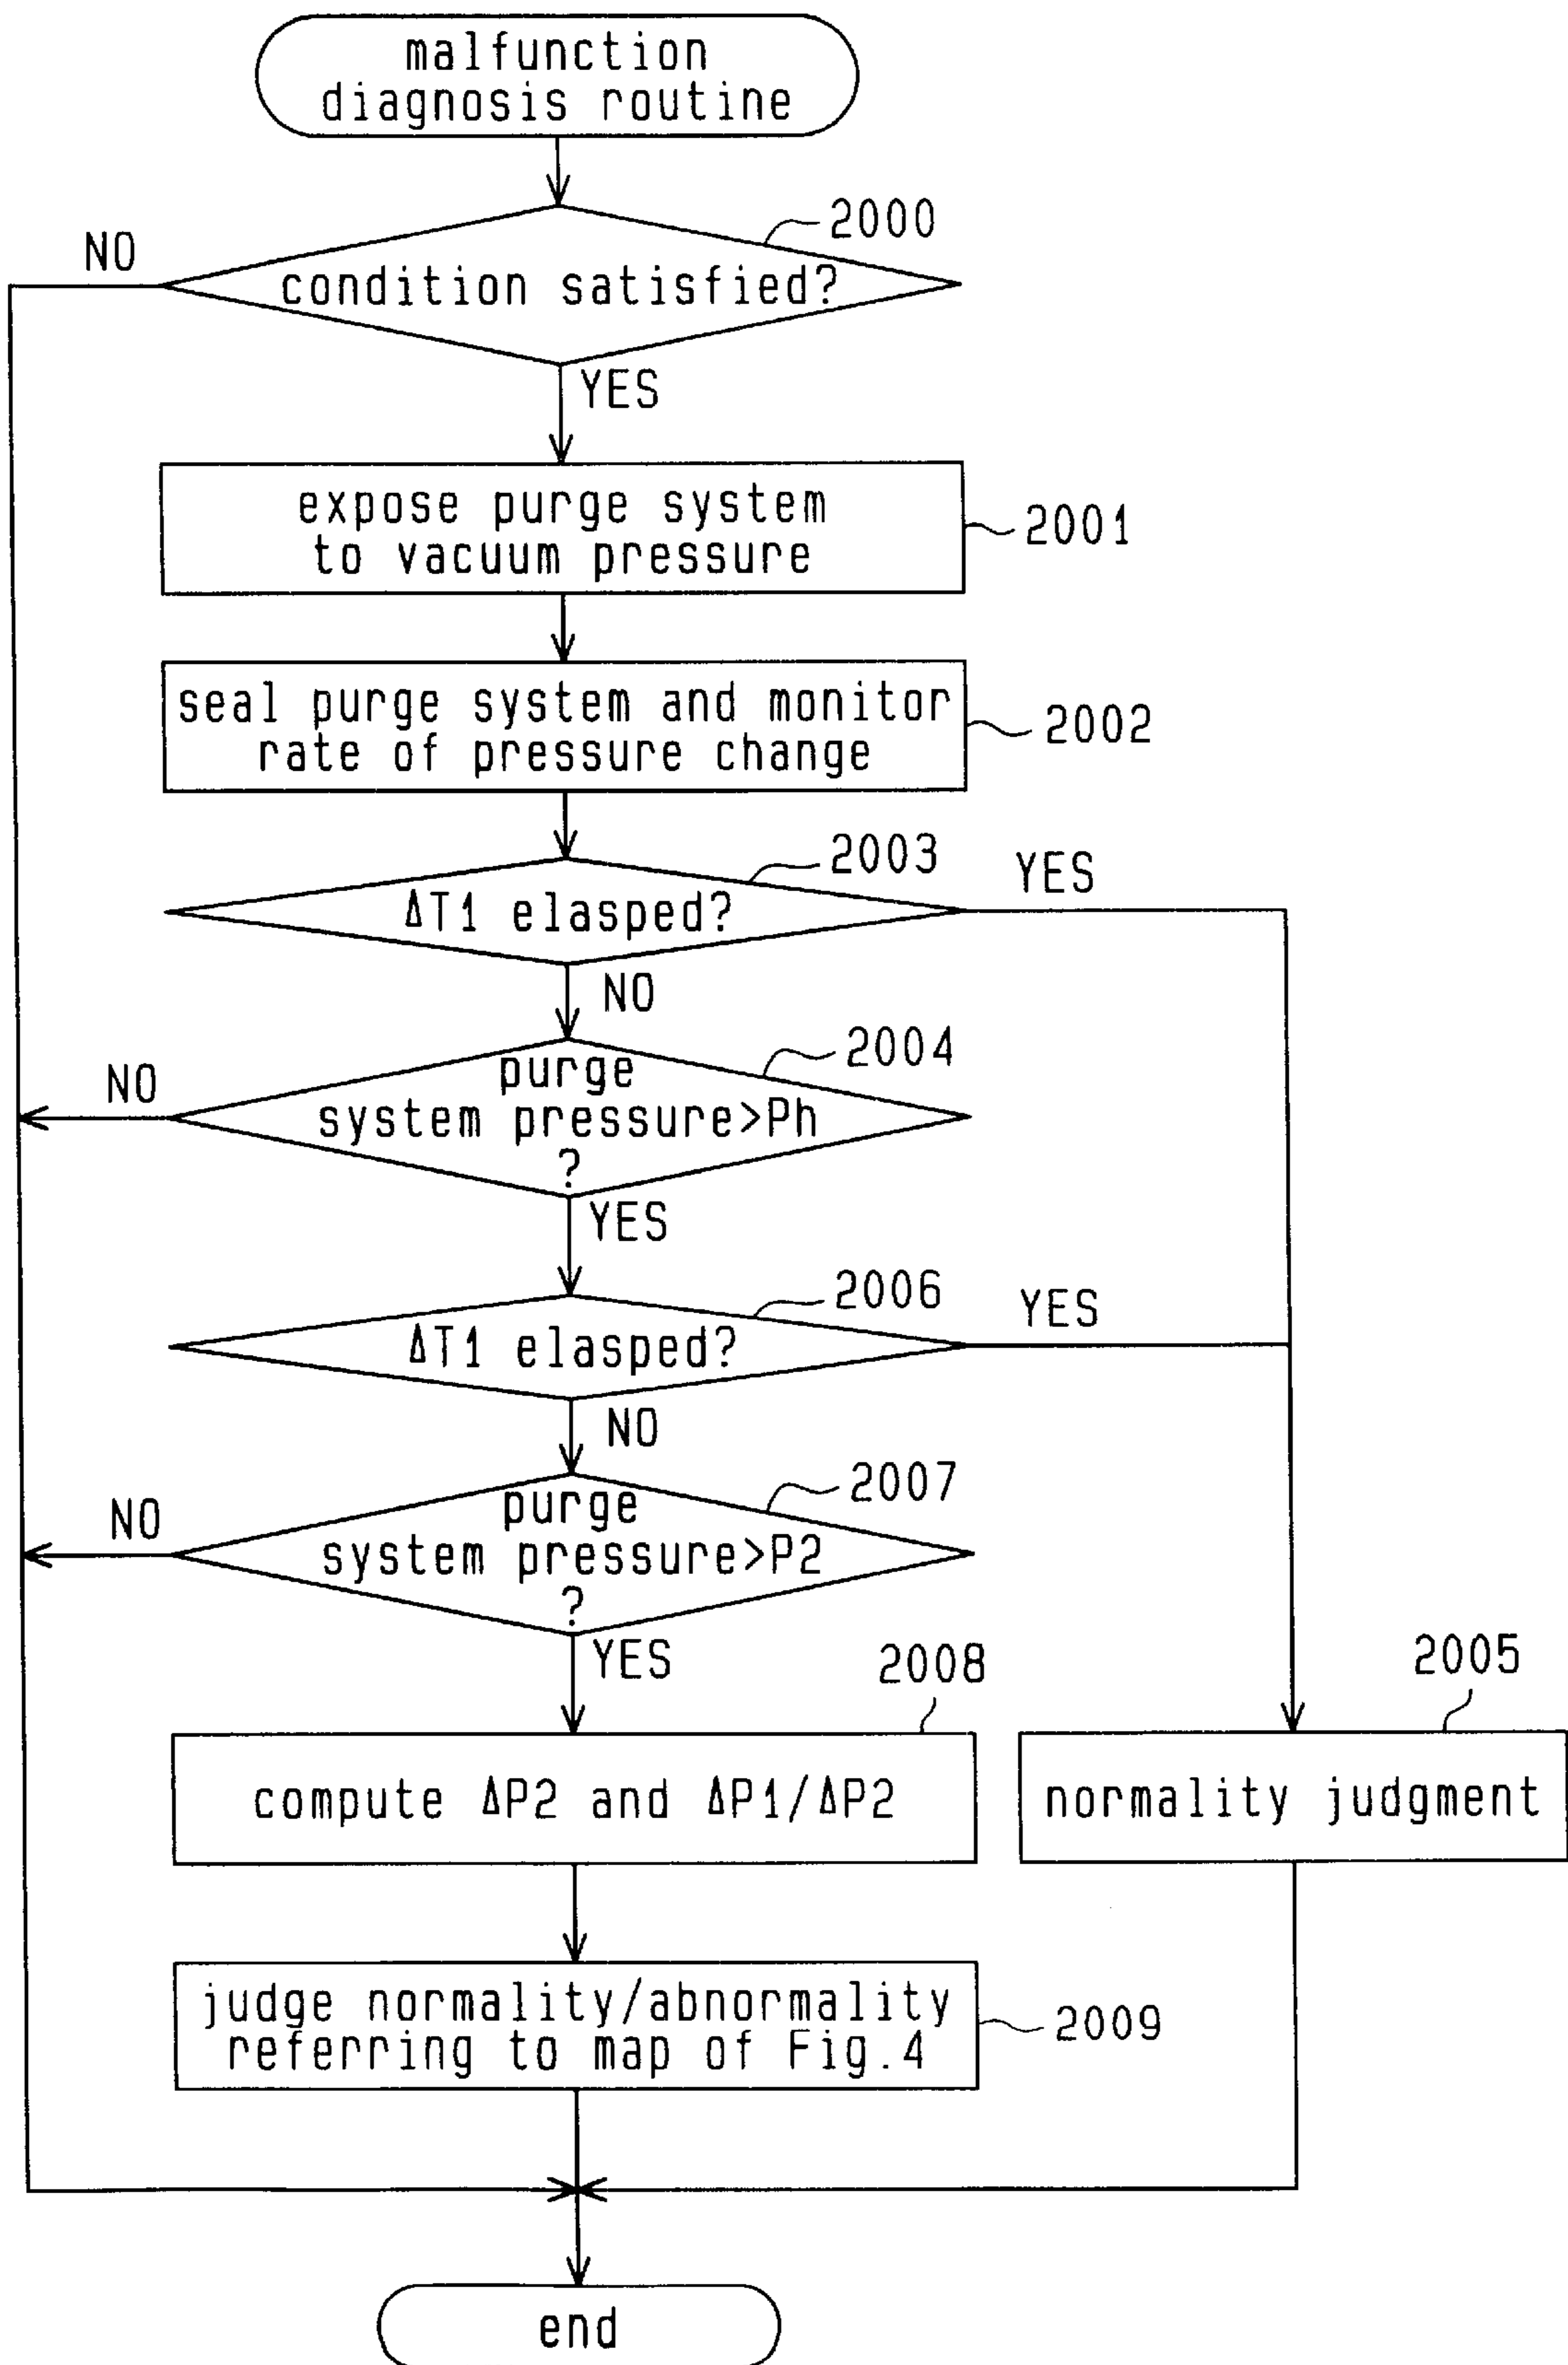 malfunction
diagnosis routine
2000
NO
condition satisfied?
YES
expose purge system
to vacuum pressure
2001
seal purge system and monitor
rate of pressure change
2002
2003
YES
ΔT1 elasped?
NO
2004
NO
purge
system pressure>Ph
?
YES
2006
YES
ΔT1 elasped?
NO
2007
NO
purge
system pressure>P2
?
YES
2008
2005
compute ΔP2 and ΔP1/ΔP2
normality judgment
judge normality/abnormality
referring to map of Fig.4
2009
end